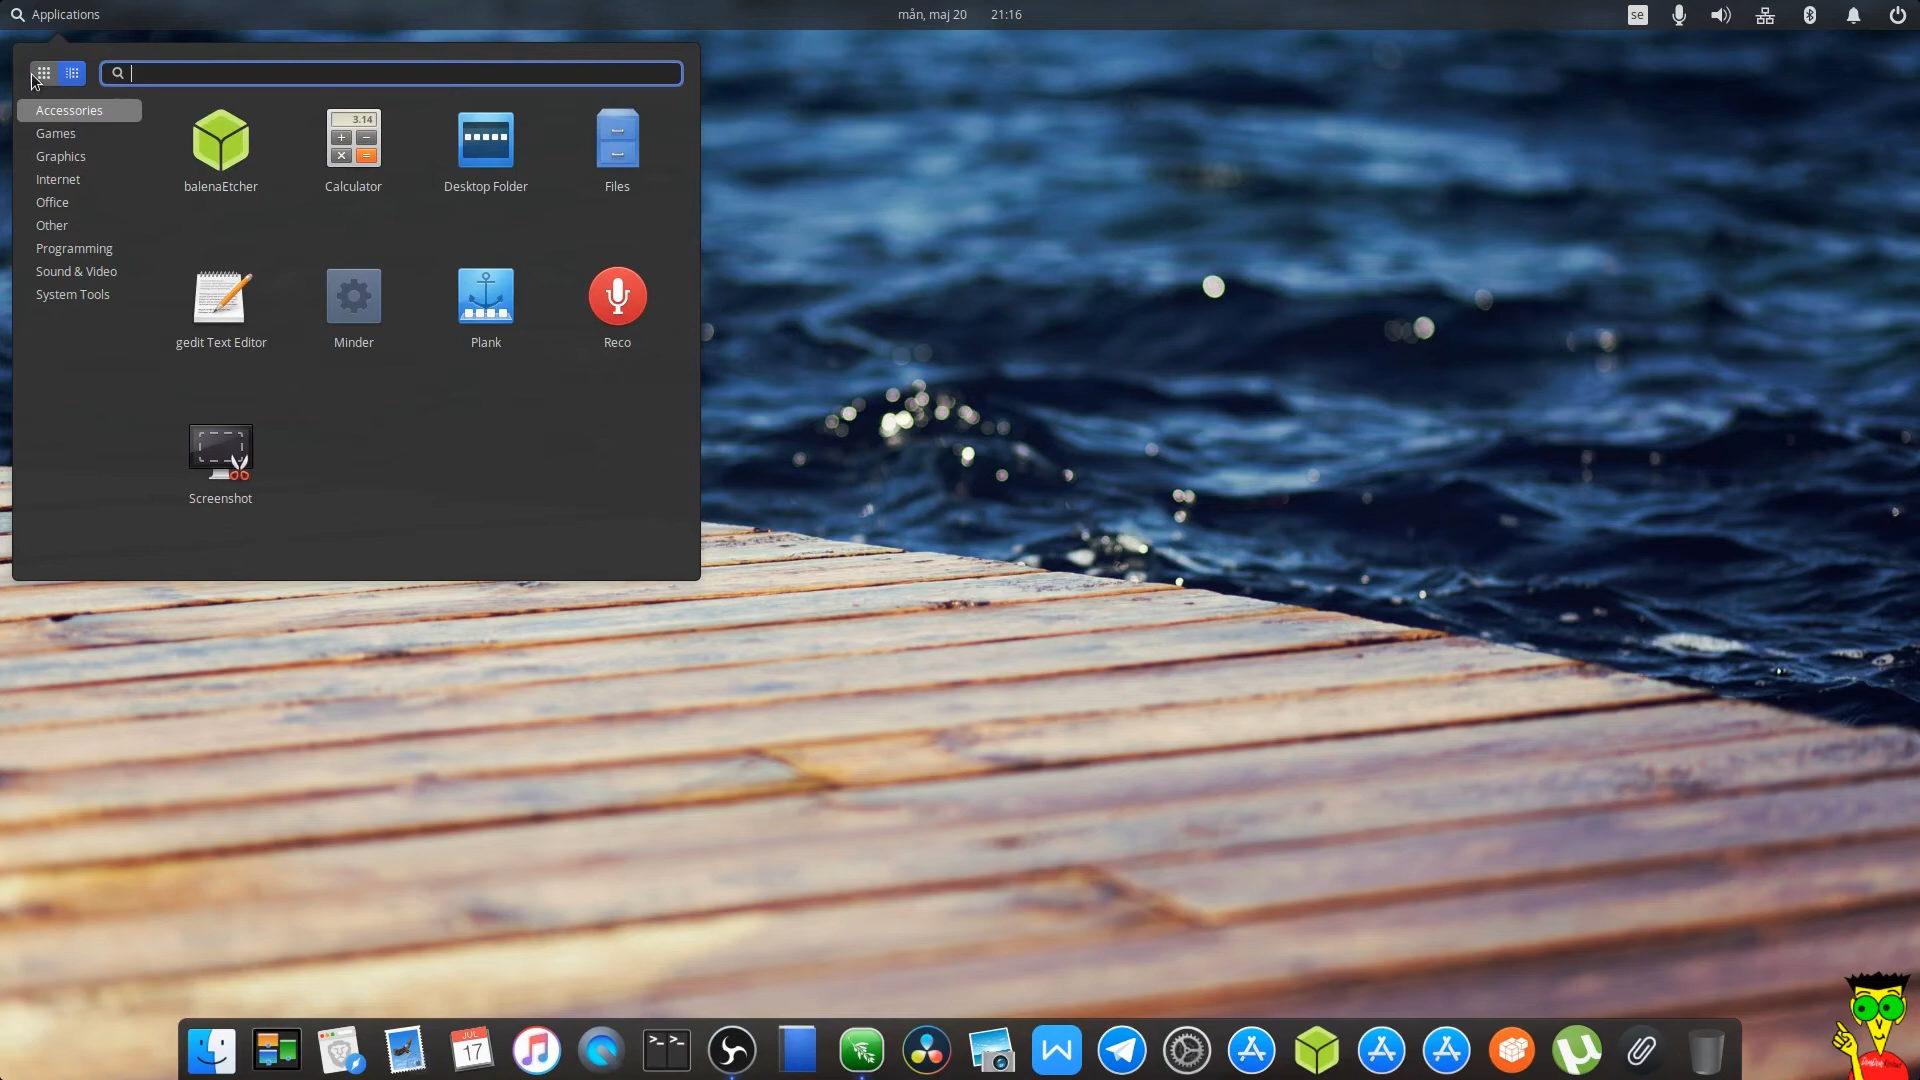 Applications
mån, maj 20 21:16
se
Accessories
Games
Graphics
Internet
Office
Other
Programming
Sound & Video
System Tools
balenaEtcher
3.14
Calculator
Desktop Folder
Files
gedit Text Editor
Minder
Plank
Reco
Screenshot
JUL
17
>_ >_